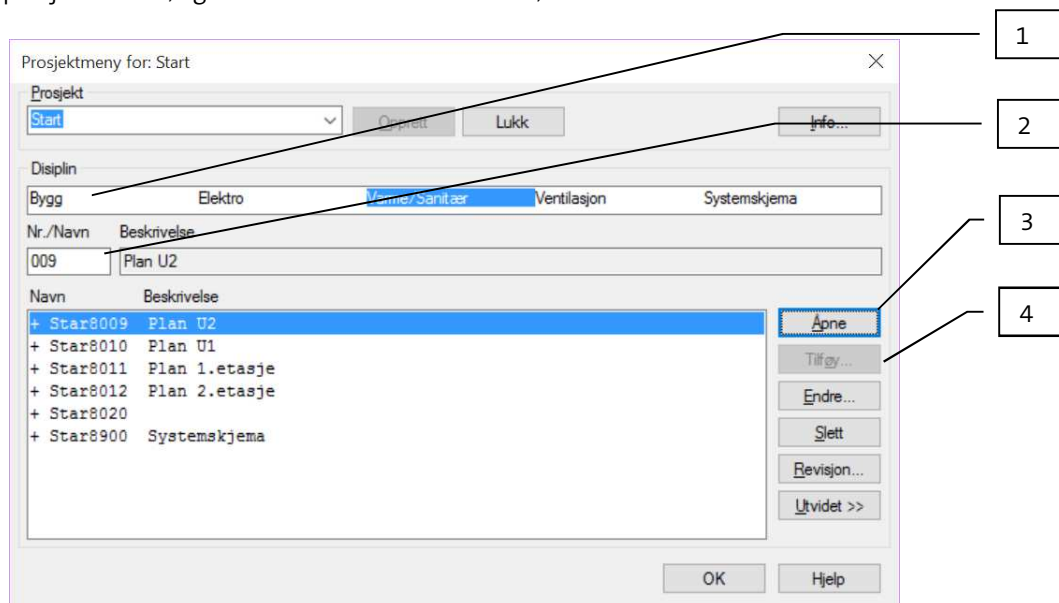 1
Prosjektmeny for: Start
Prosjekt
Start Opprett Lukk Info...
2
Disiplin
Bygg Elektro Varme/Sanitær Ventilasjon Systemskjema
3
Nr./Navn Beskrivelse
009 Plan U2
Navn Beskrivelse
+ Star8009 Plan U2 Åpne
4
+ Star8010 Plan U1
+ Star8011 Plan 1.etasje Tilføy...
+ Star8012 Plan 2.etasje Endre...
+ Star8020
+ Star8900 Systemskjema Slett
Revisjon...
Utvidet >>
OK Hjelp